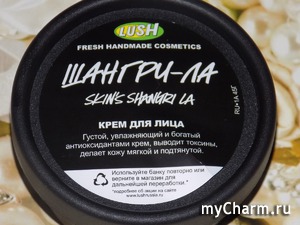 LUSH
FRESH HANDMADE COSMETICS
ШАНГРИ-ЛА
SKIN'S SHANGRI LA
КРЕМ ДЛЯ ЛИЦА
Густой, увлажняющий и богатый
антиоксидантами крем, выводит токсины,
делает кожу мягкой и подтянутой.
Используйте банку повторно или
верните в магазин для
дальнейшей переработки.*
myCharm.ru